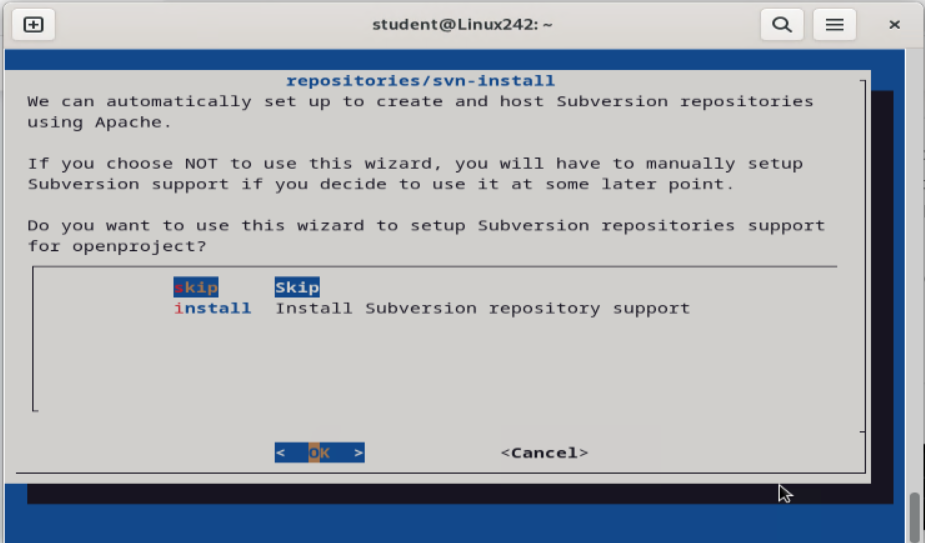 student@Linux242: ~
repositories/svn-install
We can automatically set up to create and host Subversion repositories
using Apache.
If you choose NOT to use this wizard, you will have to manually setup
Subversion support if you decide to use it at some later point.
Do you want to use this wizard to setup Subversion repositories support
for openproject?
skip Skip
install Install Subversion repository support
< OK > <Cancel>